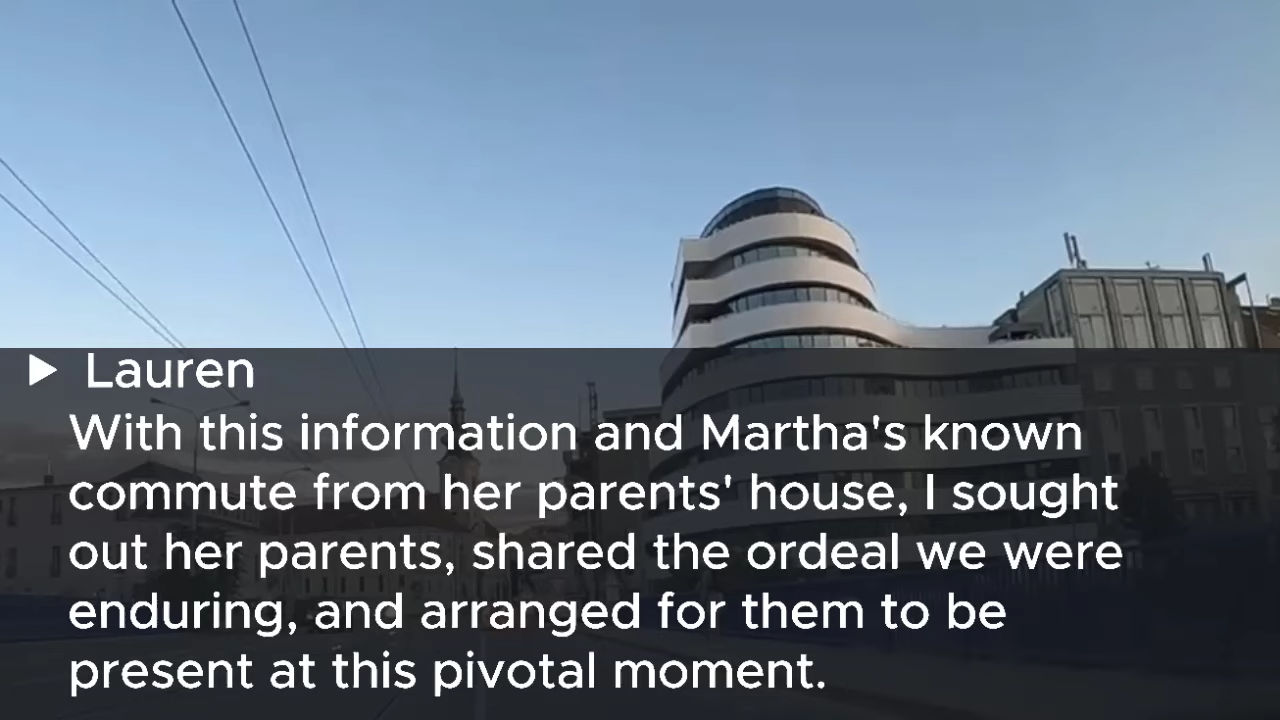 Lauren
With this information and Martha's known
commute from her parents' house, I sought
out her parents, shared the ordeal we were
enduring, and arranged for them to be
present at this pivotal moment.